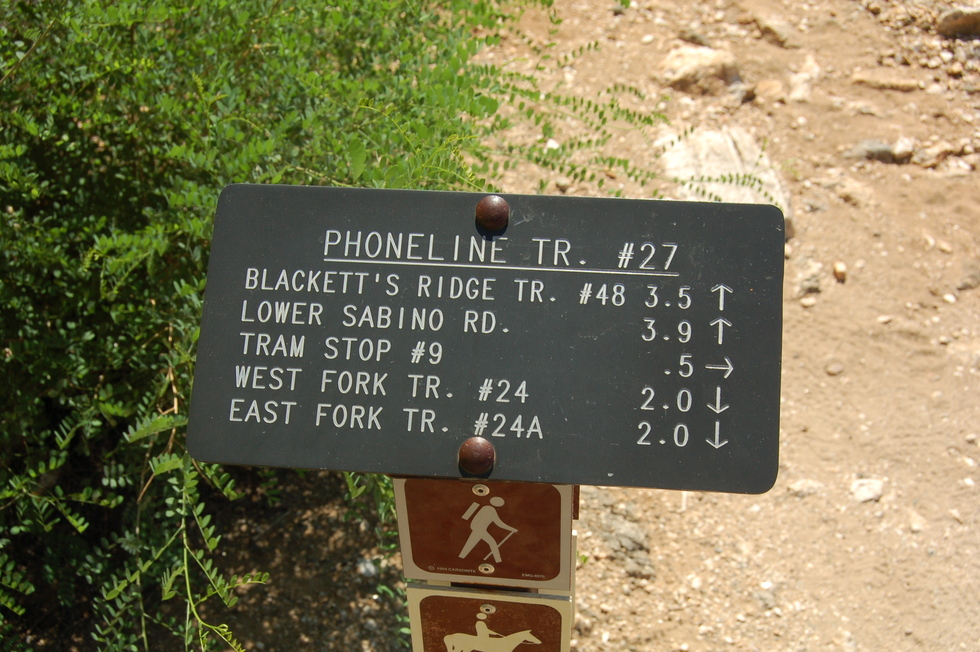 PHONELINE TR. #27
BLACKETT'S RIDGE TR. #48 3.5 ↑
LOWER SABINO RD. 3.9 ↑
TRAM STOP #9 .5 →
WEST FORK TR. #24 2.0 ↓
EAST FORK TR. #24A 2.0 ↓